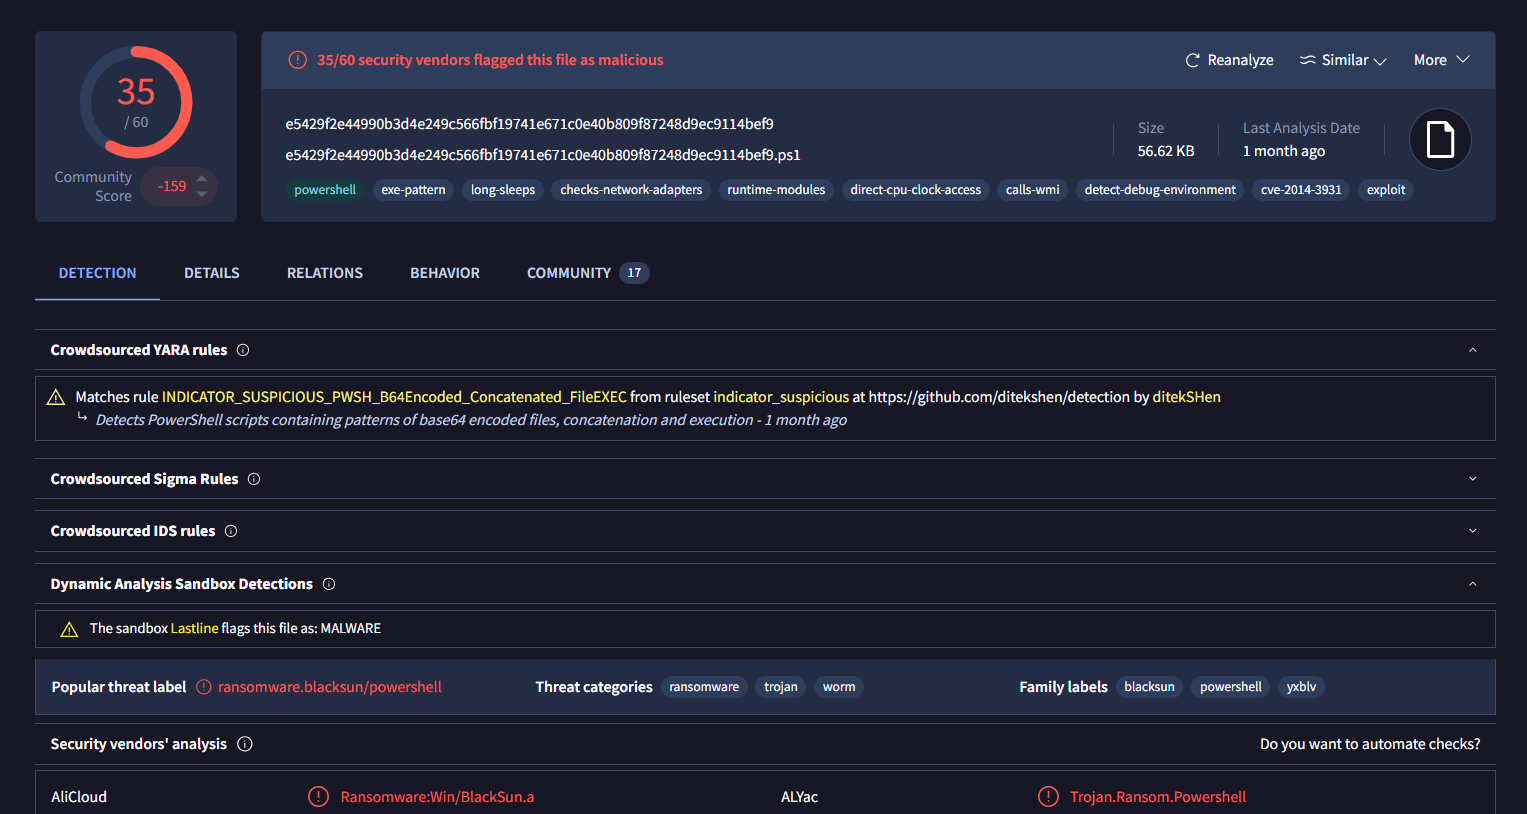 35
/ 60
Community
Score
-159
35/60 security vendors flagged this file as malicious
Reanalyze
Similar
More
e5429f2e44990b3d4e249c566fbf19741e671c0e40b809f87248d9ec9114bef9
e5429f2e44990b3d4e249c566fbf19741e671c0e40b809f87248d9ec9114bef9.ps1
Size
56.62 KB
Last Analysis Date
1 month ago
powershell exe-pattern long-sleeps checks-network-adapters runtime-modules direct-cpu-clock-access calls-wmi detect-debug-environment cve-2014-3931 exploit
DETECTION DETAILS RELATIONS BEHAVIOR COMMUNITY 17
Crowdsourced YARA rules
Matches rule INDICATOR_SUSPICIOUS_PWSH_B64Encoded_Concatenated_FileEXEC from ruleset indicator_suspicious at https://github.com/ditekshen/detection by ditekSHen
Detects PowerShell scripts containing patterns of base64 encoded files, concatenation and execution - 1 month ago
Crowdsourced Sigma Rules
Crowdsourced IDS rules
Dynamic Analysis Sandbox Detections
The sandbox Lastline flags this file as: MALWARE
Popular threat label ransomware.blacksun/powershell Threat categories ransomware trojan worm Family labels blacksun powershell yxblv
Security vendors' analysis Do you want to automate checks?
AliCloud Ransomware:Win/BlackSun.a ALYac Trojan.Ransom.Powershell